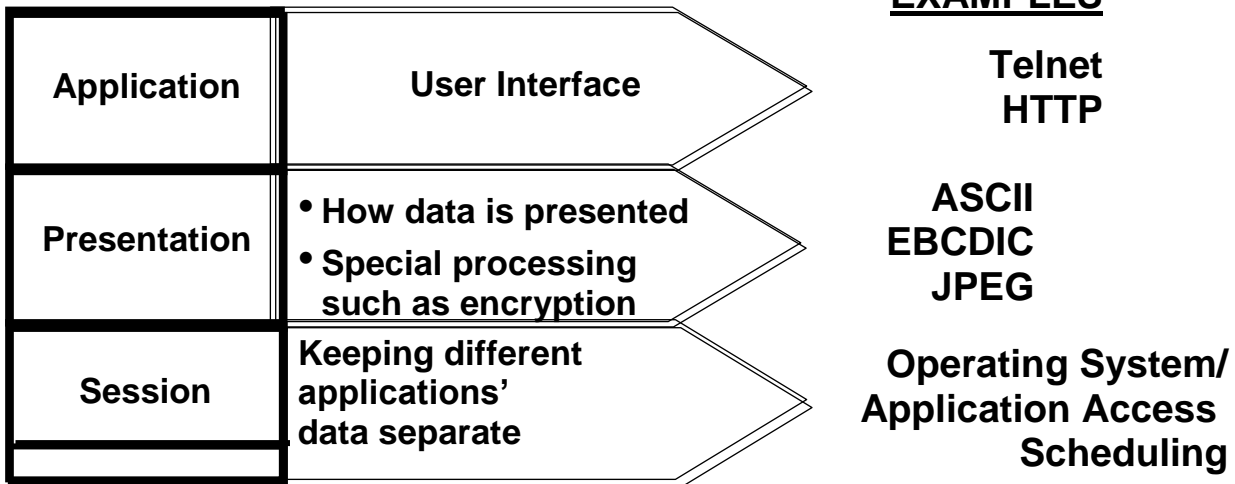 EXAMPLES
Application
User Interface
Telnet
HTTP
Presentation
• How data is presented
• Special processing
such as encryption
ASCII
EBCDIC
JPEG
Session
Keeping different
applications’
data separate
Operating System/
Application Access
Scheduling